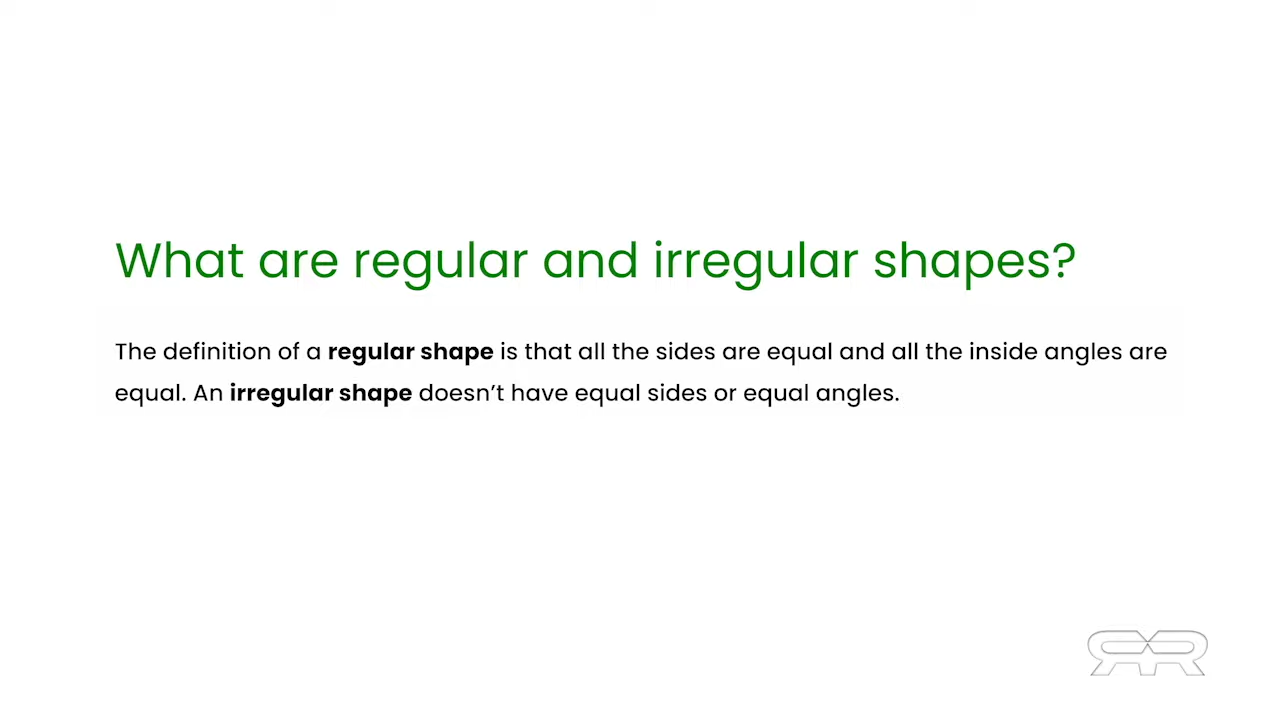 What are regular and irregular shapes?
The definition of a regular shape is that all the sides are equal and all the inside angles are
equal. An irregular shape doesn’t have equal sides or equal angles.